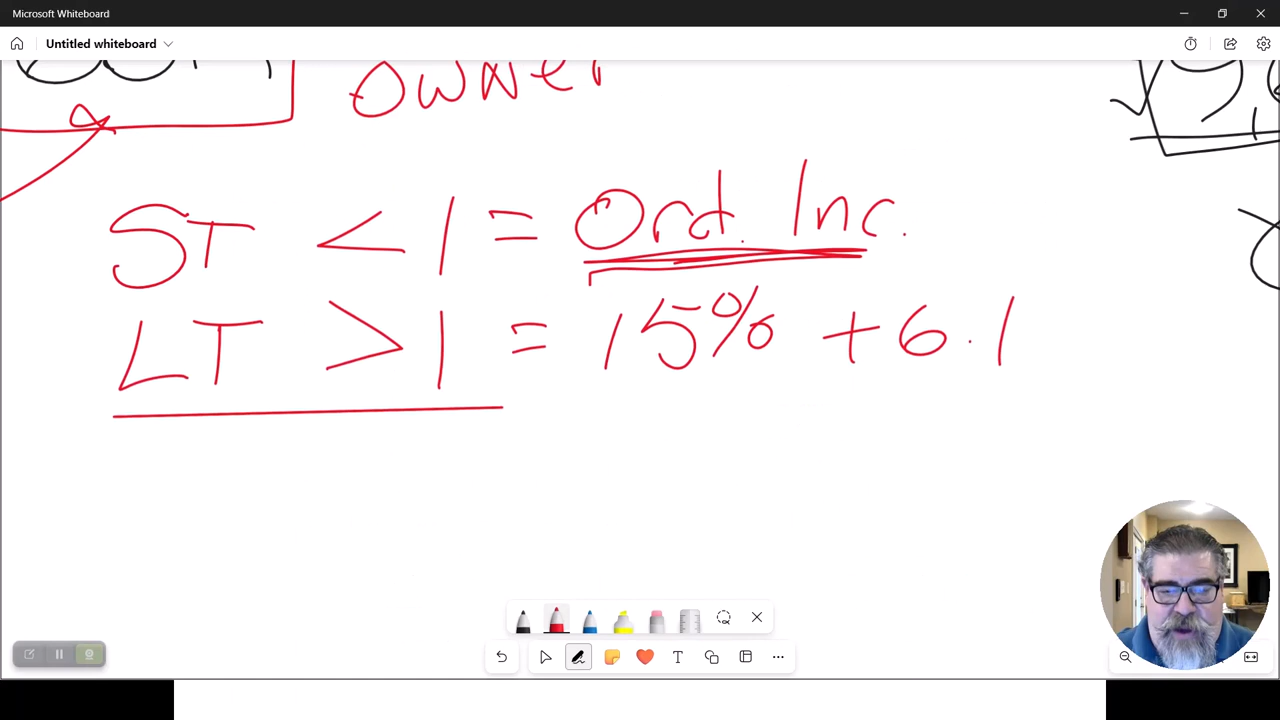 Microsoft Whiteboard
Untitled whiteboard
owner
ST < 1 = Ord. Inc.
LT > 1 = 15% + 6.1